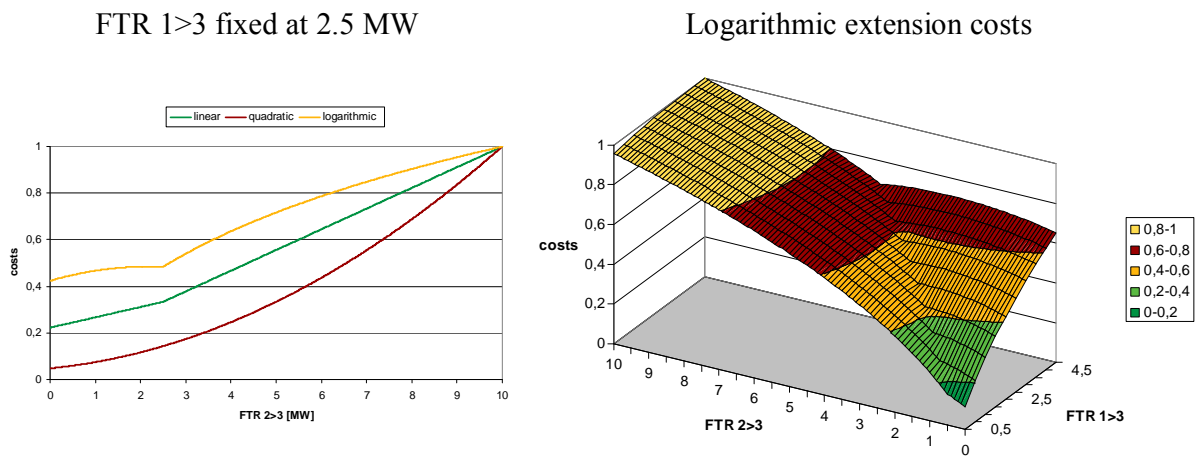 FTR 1>3 fixed at 2.5 MW
linear quadratic logarithmic
1
0,8
0,6
0,4
0,2
0
costs
0 1 2 3 4 5 6 7 8 9 10
FTR 2>3 [MW]
Logarithmic extension costs
1
0,8
0,6
0,4
0,2
0
costs
10 9 8 7 6 5 4 3 2 1 0
FTR 2>3
0,5
2,5
4,5
FTR 1>3
0,8-1
0,6-0,8
0,4-0,6
0,2-0,4
0-0,2